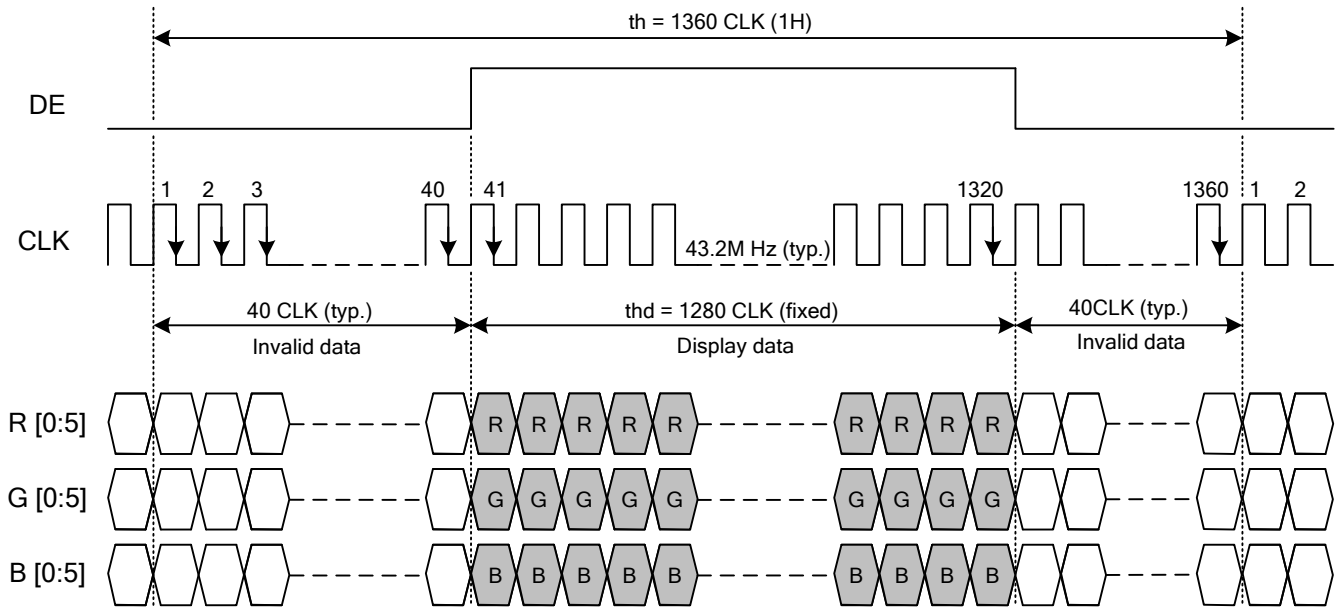 th = 1360 CLK (1H)
DE
1 2 3 40 41 1320 1360 1 2
CLK
43.2M Hz (typ.)
40 CLK (typ.) thd = 1280 CLK (fixed) 40CLK (typ.)
Invalid data Display data Invalid data
R [0:5] R R R R R R R R R
G [0:5] G G G G G G G G G
B [0:5] B B B B B B B B B